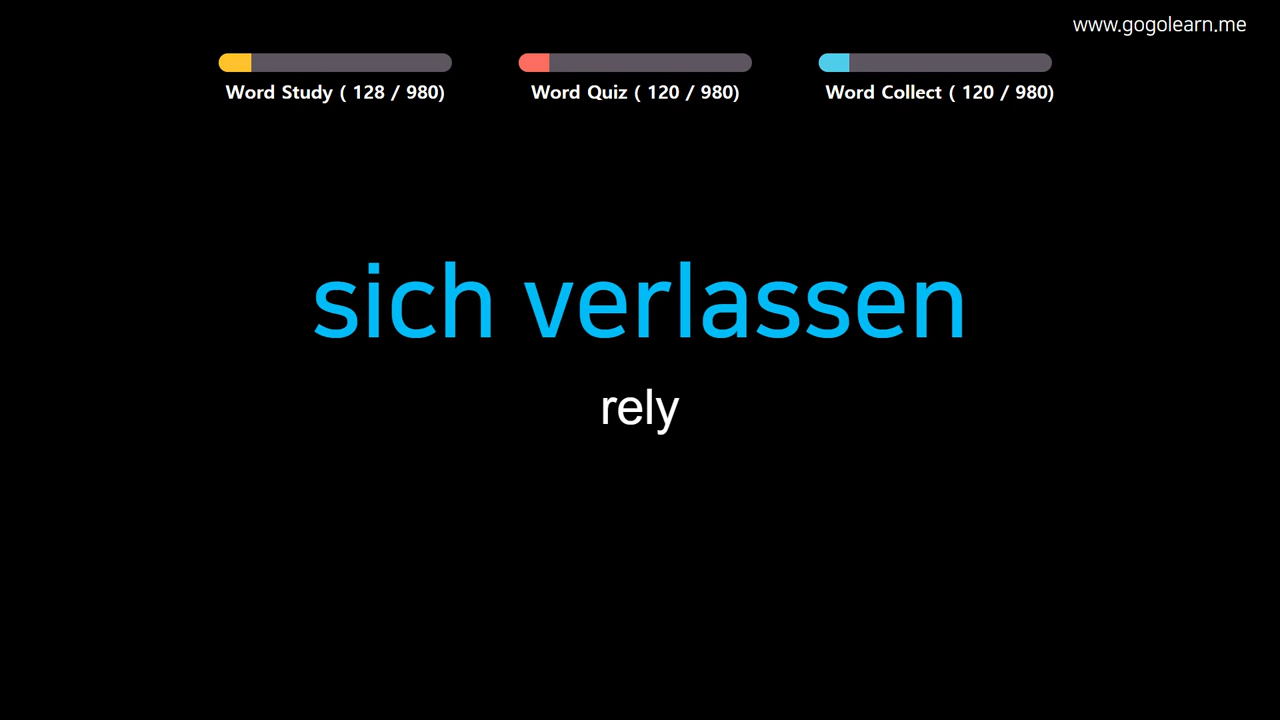 www.gogolearn.me
Word Study ( 128 / 980)
Word Quiz ( 120 / 980)
Word Collect ( 120 / 980)
sich verlassen
rely